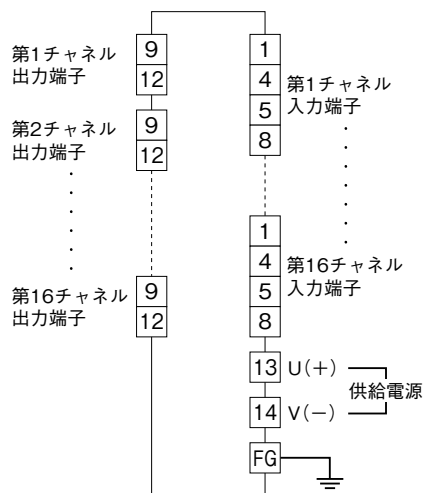 第1チャネル
出力端子
9
12
第2チャネル
出力端子
9
12
第16チャネル
出力端子
9
12
1
4
5
8
第1チャネル
入力端子
1
4
5
8
第16チャネル
入力端子
13 U(+)
14 V(−)
供給電源
FG